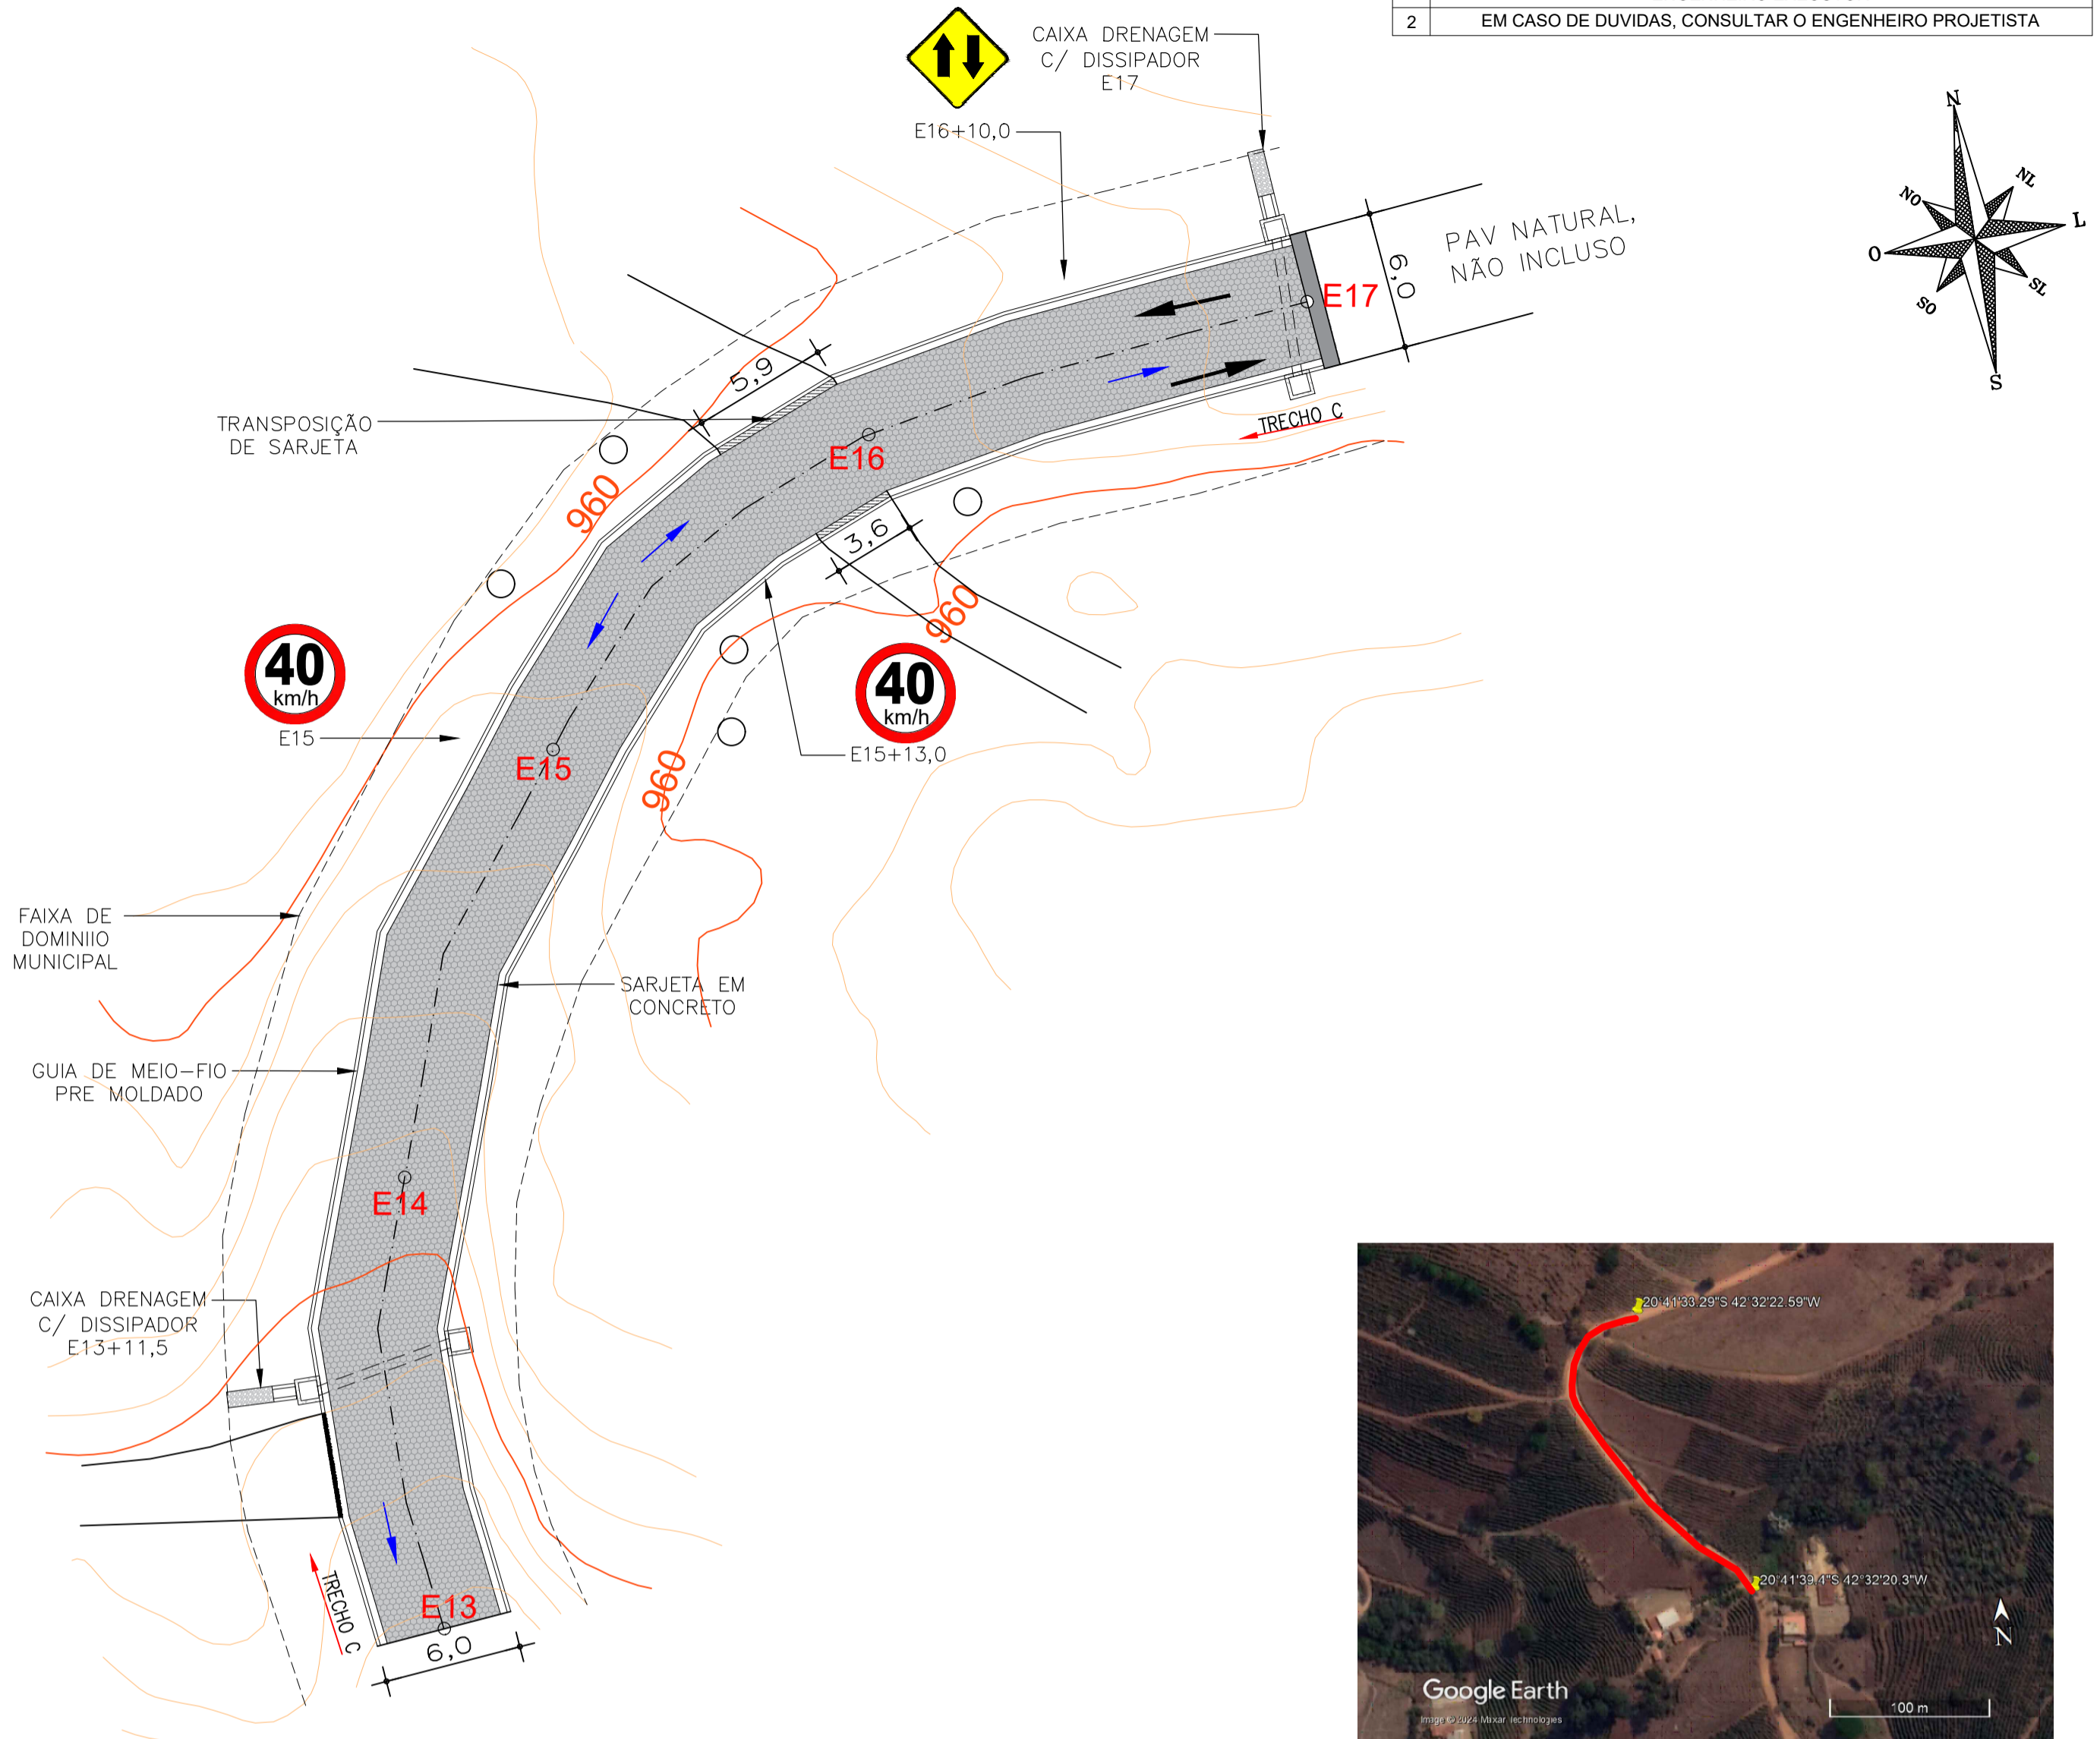 2
EM CASO DE DUVIDAS, CONSULTAR O ENGENHEIRO PROJETISTA
CAIXA DRENAGEM
C/ DISSIPADOR
E17
E16+10,0
N
NL
L
SL
S
SO
O
NO
PAV NATURAL,
NÃO INCLUSO
6,0
E17
TRECHO C
5,9
TRANSPOSIÇÃO
DE SARJETA
E16
960
3,6
960
40
km/h
E15
40
km/h
E15+13,0
E15
960
FAIXA DE
DOMINIIO
MUNICIPAL
SARJETA EM
CONCRETO
GUIA DE MEIO-FIO
PRE MOLDADO
E14
CAIXA DRENAGEM
C/ DISSIPADOR
E13+11,5
TRECHO C
E13
6,0
20°41'33.29"S 42°32'22.59"W
20°41'39.4"S 42°32'20.3"W
N
Google Earth
Image © 2024 Maxar Technologies
100 m